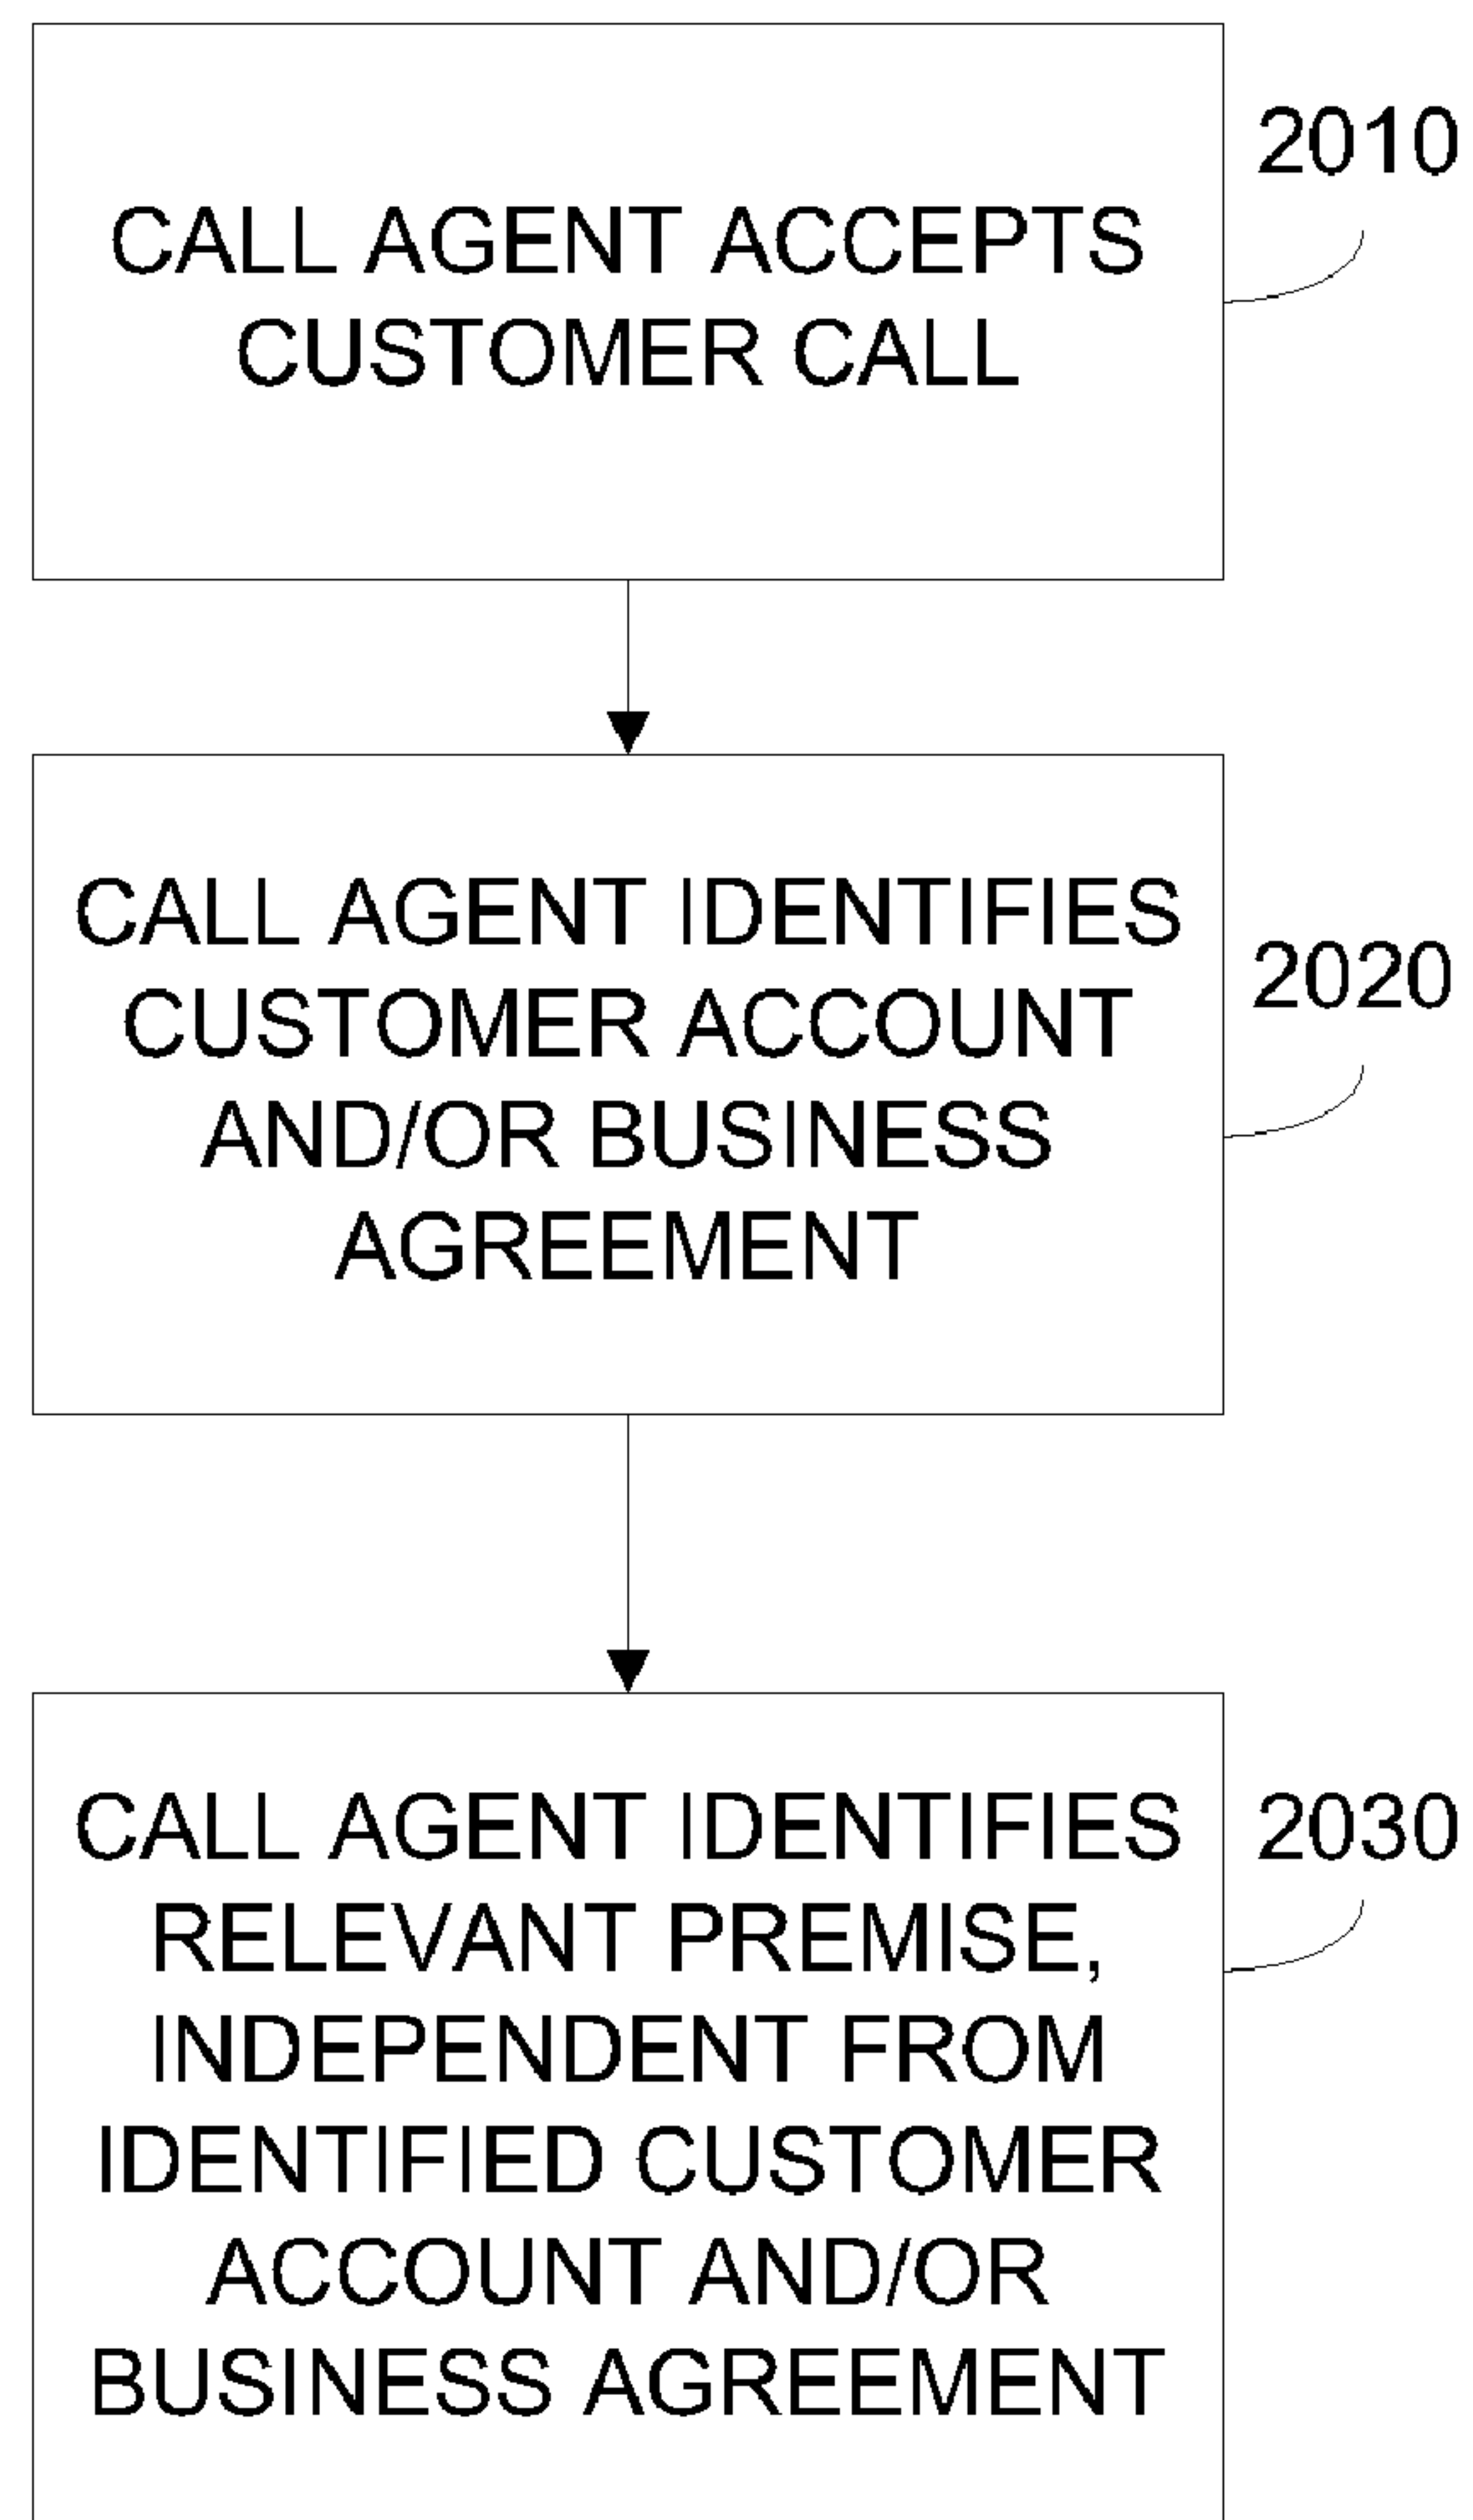 2010
CALL AGENT ACCEPTS
CUSTOMER CALL
CALL AGENT IDENTIFIES
CUSTOMER ACCOUNT
AND/OR BUSINESS
AGREEMENT
2020
CALL AGENT IDENTIFIES
RELEVANT PREMISE,
INDEPENDENT FROM
IDENTIFIED CUSTOMER
ACCOUNT AND/OR
BUSINESS AGREEMENT
2030